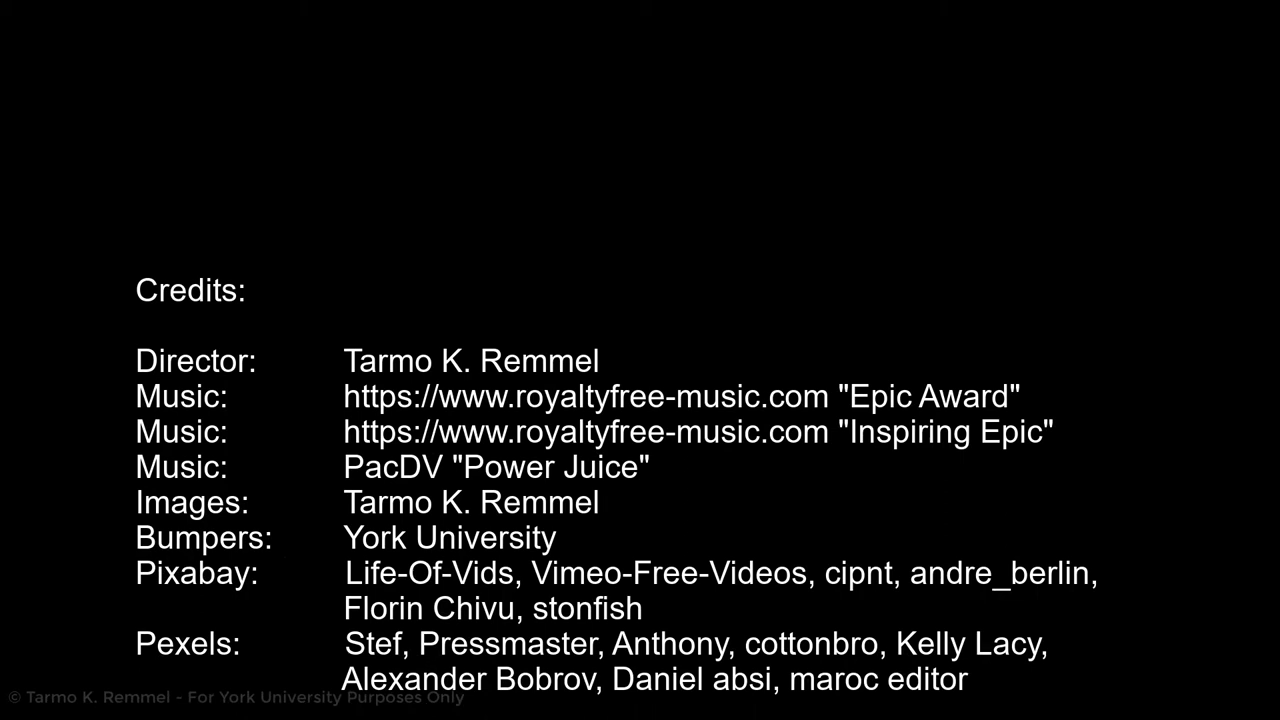 Credits:
Director: Tarmo K. Remmel
Music: https://www.royaltyfree-music.com "Epic Award"
Music: https://www.royaltyfree-music.com "Inspiring Epic"
Music: PacDV "Power Juice"
Images: Tarmo K. Remmel
Bumpers: York University
Pixabay: Life-Of-Vids, Vimeo-Free-Videos, cipnt, andre_berlin,
Florin Chivu, stonfish
Pexels: Stef, Pressmaster, Anthony, cottonbro, Kelly Lacy,
Alexander Bobrov, Daniel absi, maroc editor
© Tarmo K. Remmel - For York University Purposes Only